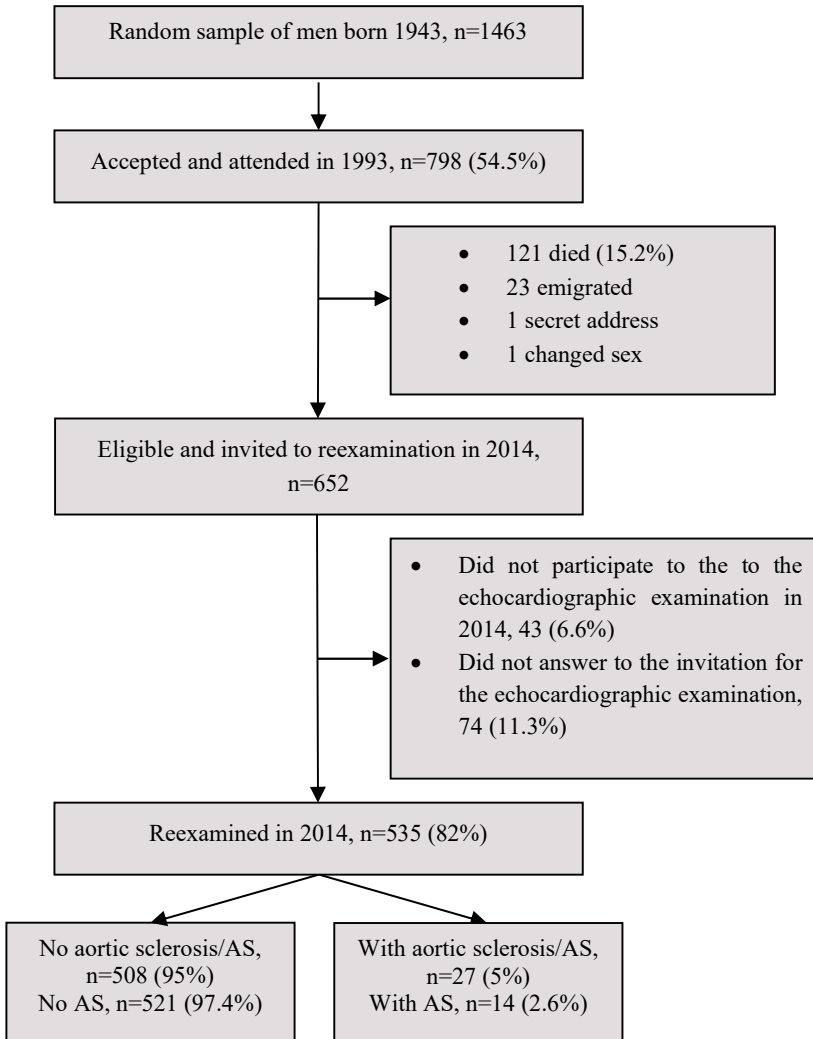 Random sample of men born 1943, n=1463
Accepted and attended in 1993, n=798 (54.5%)
• 121 died (15.2%)
• 23 emigrated
• 1 secret address
• 1 changed sex
Eligible and invited to reexamination in 2014,
n=652
• Did not participate to the to the
echocardiographic examination in
2014, 43 (6.6%)
• Did not answer to the invitation for
the echocardiographic examination,
74 (11.3%)
Reexamined in 2014, n=535 (82%)
No aortic sclerosis/AS,
n=508 (95%)
No AS, n=521 (97.4%)
With aortic sclerosis/AS,
n=27 (5%)
With AS, n=14 (2.6%)